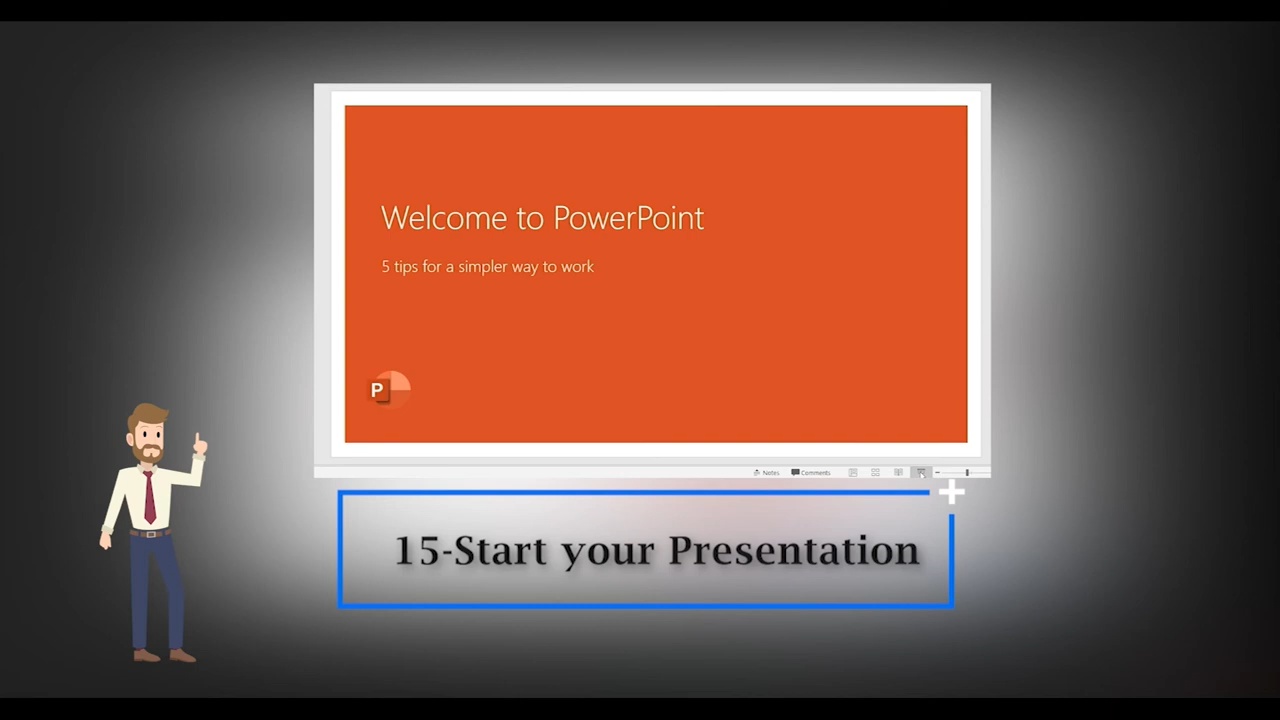 Welcome to PowerPoint
5 tips for a simpler way to work
P
Notes Comments
15-Start your Presentation